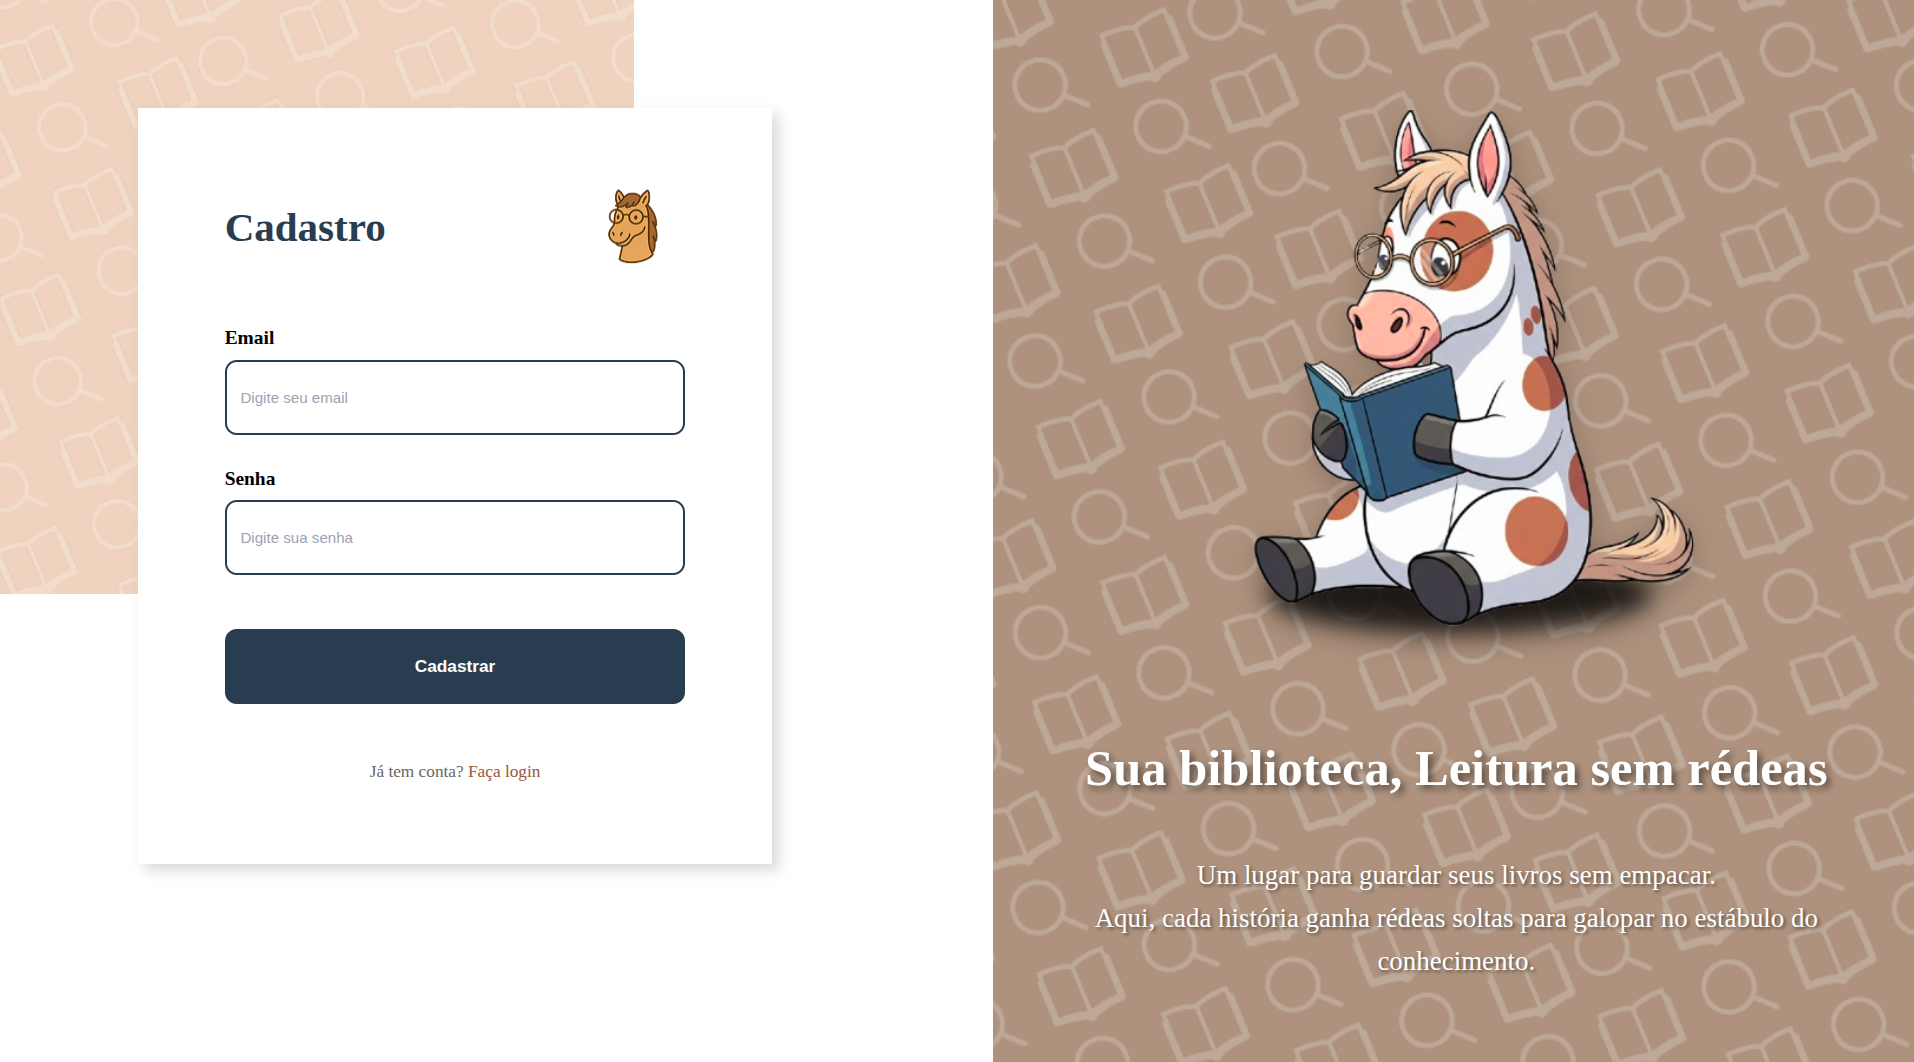 Cadastro
Email
Digite seu email
Senha
Digite sua senha
Cadastrar
Já tem conta? Faça login
Sua biblioteca, Leitura sem rédeas
Um lugar para guardar seus livros sem empacar.
Aqui, cada história ganha rédeas soltas para galopar no estábulo do
conhecimento.